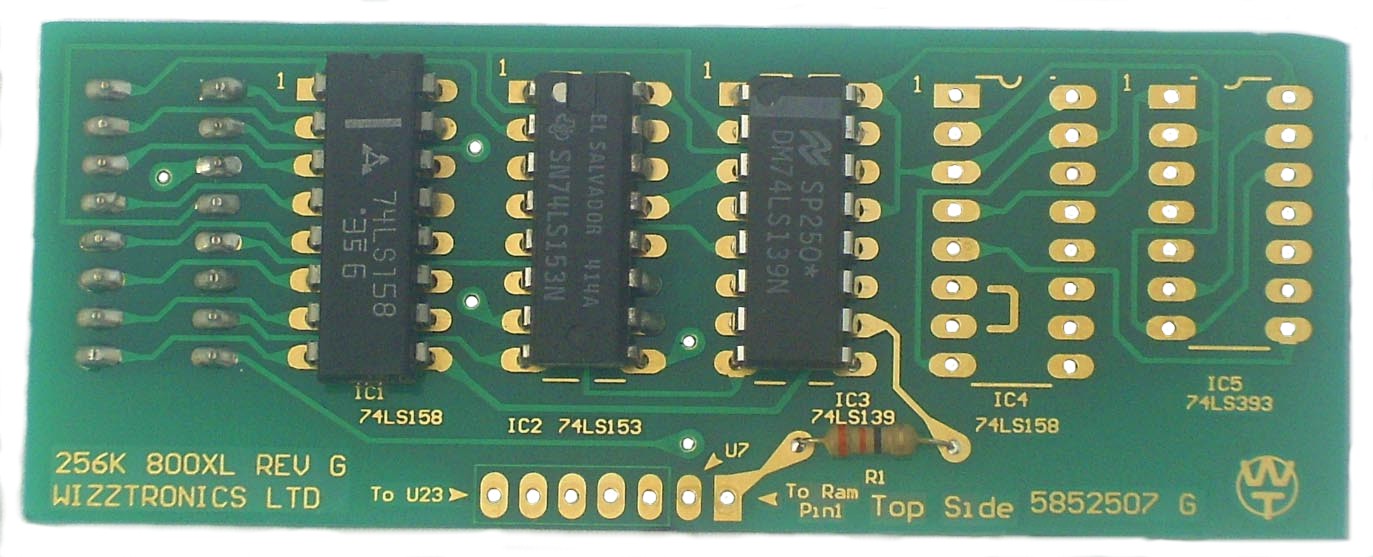 1
1
1
1
1
74LS158
'356
EL SALVADOR 414A
SN74LS153N
SP250*
DM74LS139N
IC1
74LS158
IC2 74LS153
IC3
74LS139
IC4
74LS158
IC5
74LS393
256K 800XL REV G
WIZZTRONICS LTD
To U23
U7
To Ram
Pin1
R1
Top Side 5852507 G
WT